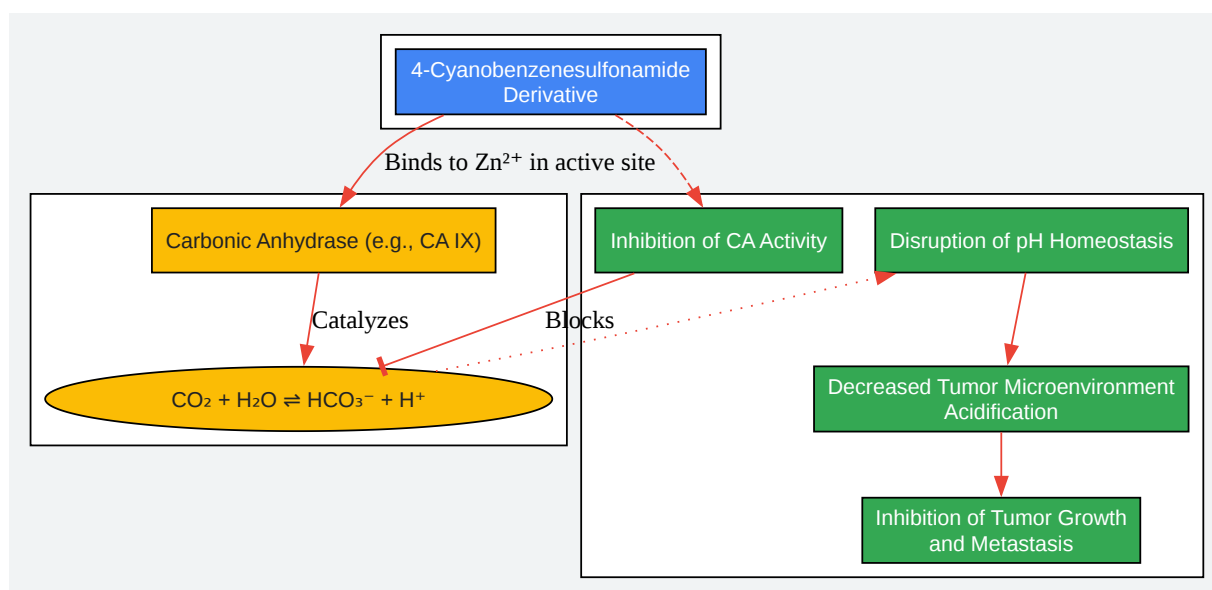 4-Cyanobenzenesulfonamide
Derivative
Binds to Zn²⁺ in active site
Carbonic Anhydrase (e.g., CA IX)
Inhibition of CA Activity
Disruption of pH Homeostasis
Catalyzes
Blocks
CO₂ + H₂O ⇌ HCO₃⁻ + H⁺
Decreased Tumor Microenvironment
Acidification
Inhibition of Tumor Growth
and Metastasis